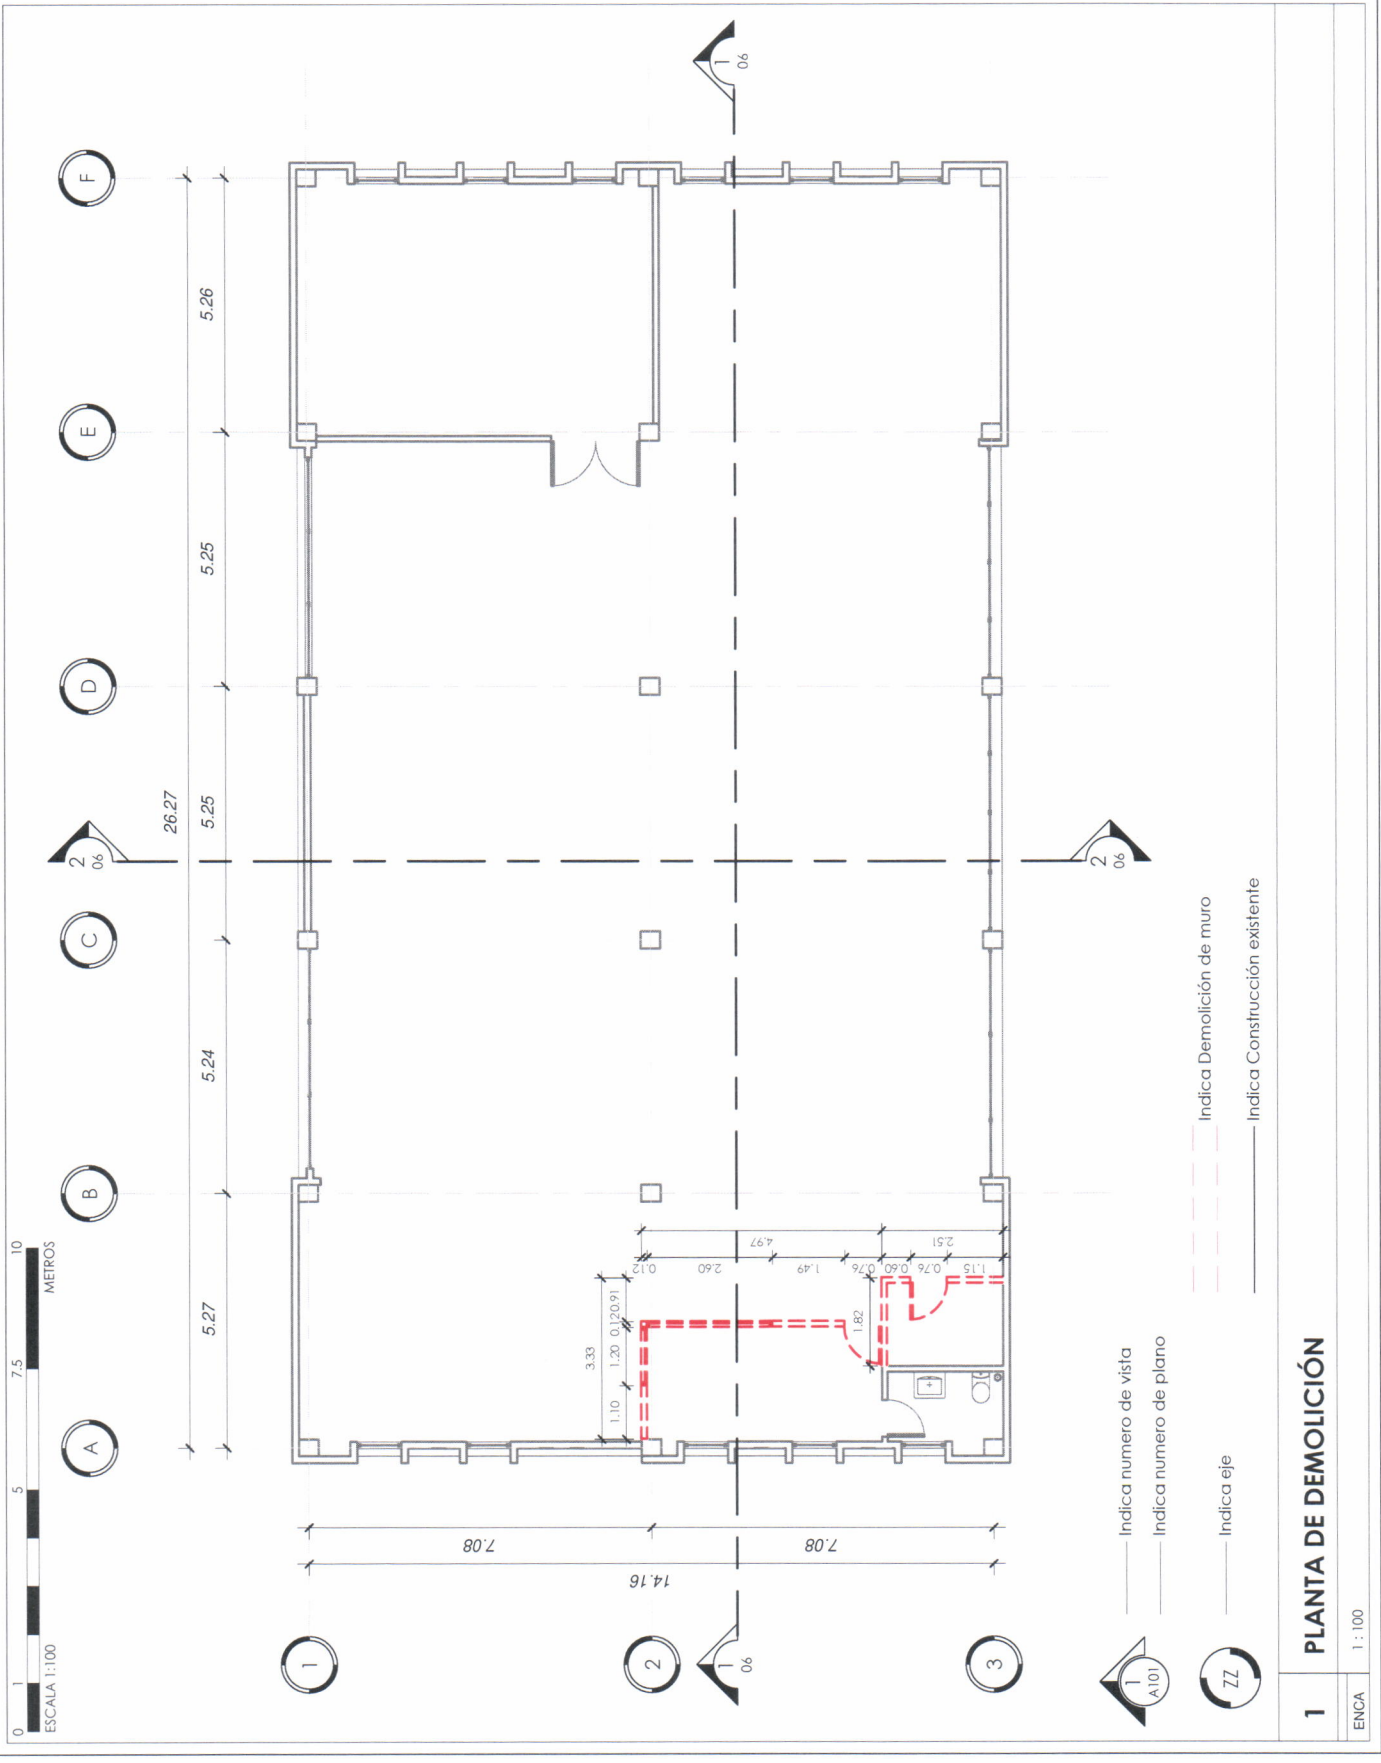 0 1 5 7.5 10
ESCALA 1:100
METROS
A
B
C
D
E
F
26.27
5.27
5.24
5.25
5.25
5.26
2
06
1
2
3
7.08
7.08
14.16
1
06
1
06
2
06
3.33
1.10
1.20
0.12
0.91
0.12
2.60
1.49
0.76
0.60
0.76
1.15
4.97
2.51
1.82
1
A101
Indica numero de vista
Indica numero de plano
ZZ
Indica eje
Indica Demolición de muro
Indica Construcción existente
1
PLANTA DE DEMOLICIÓN
ENCA
1 : 100